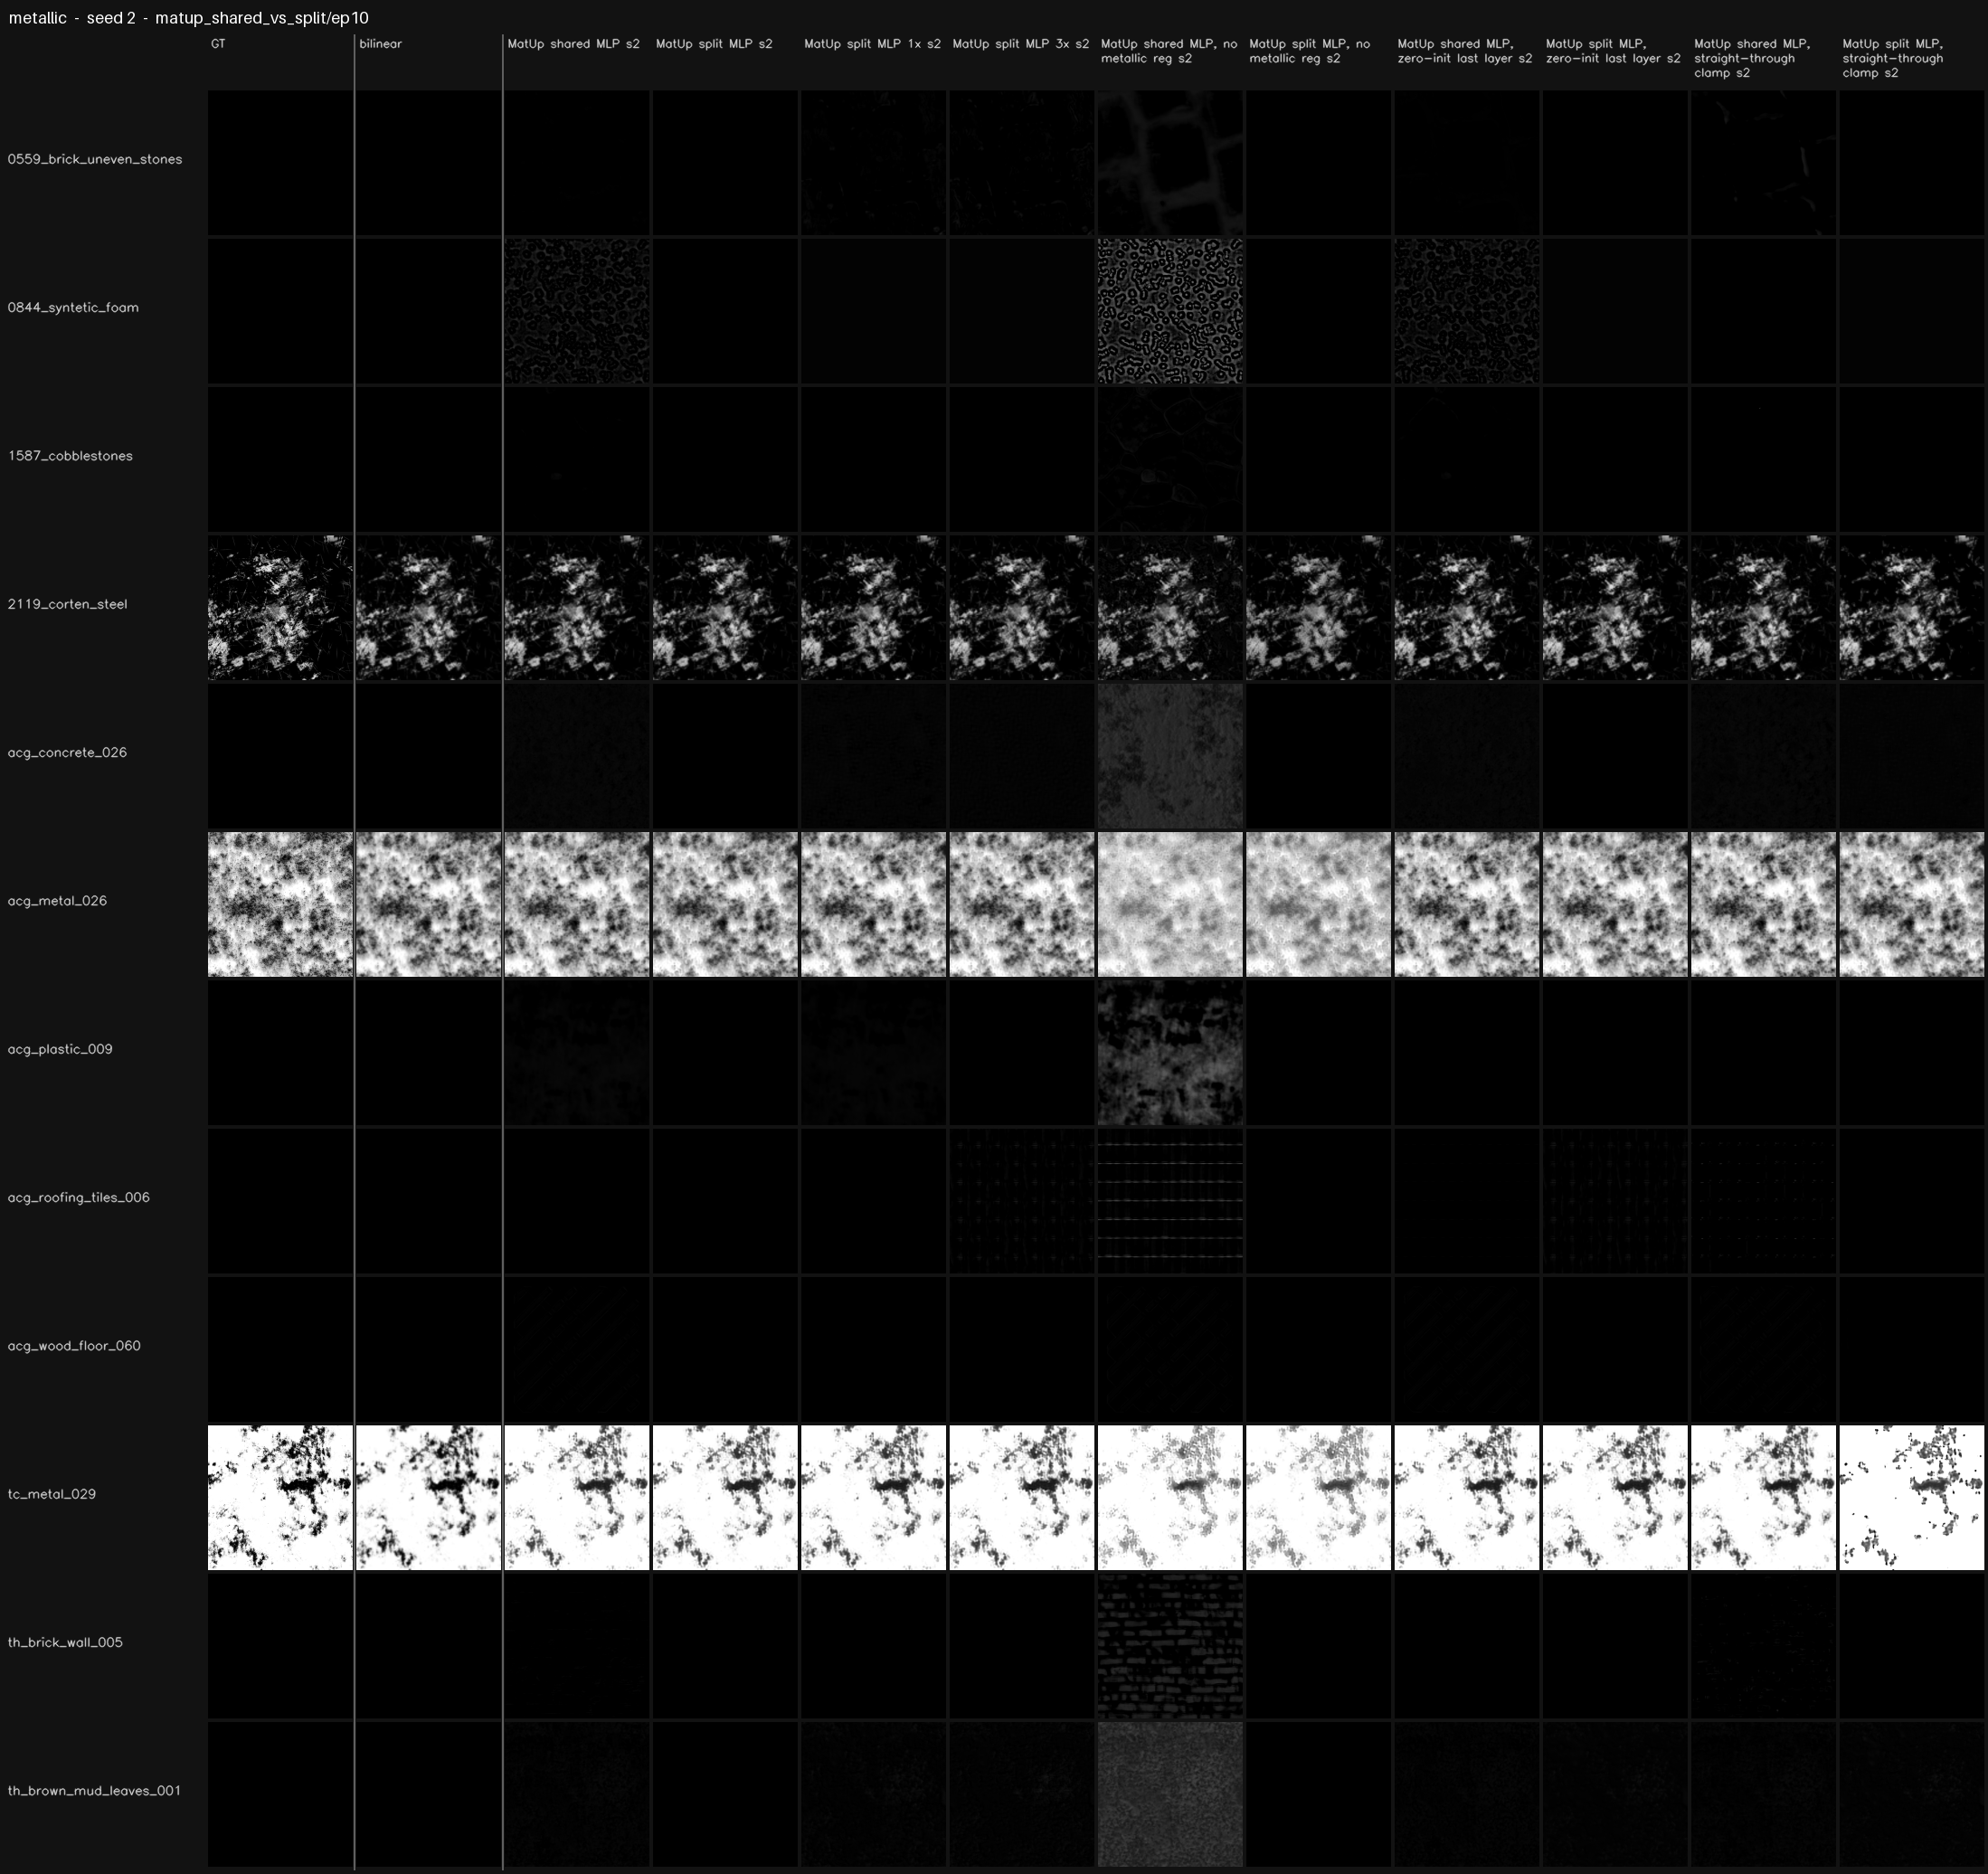 metallic - seed 2 - matup_shared_vs_split/ep10
GT
bilinear
MatUp shared MLP s2
MatUp split MLP s2
MatUp split MLP 1x s2
MatUp split MLP 3x s2
MatUp shared MLP, no
metallic reg s2
MatUp split MLP, no
metallic reg s2
MatUp shared MLP,
zero-init last layer s2
MatUp split MLP,
zero-init last layer s2
MatUp shared MLP,
straight-through
clamp s2
MatUp split MLP,
straight-through
clamp s2
0559_brick_uneven_stones
0844_syntetic_foam
1587_cobblestones
2119_corten_steel
acg_concrete_026
acg_metal_026
acg_plastic_009
acg_roofing_tiles_006
acg_wood_floor_060
tc_metal_029
th_brick_wall_005
th_brown_mud_leaves_001